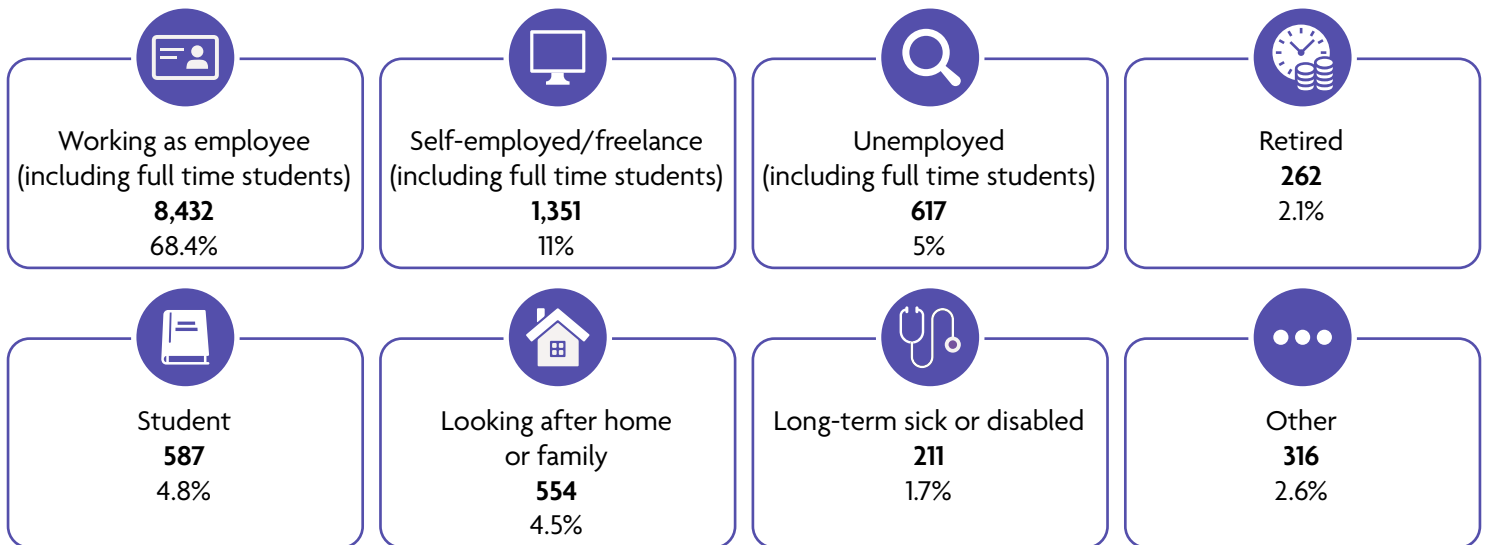 Working as employee
(including full time students)
8,432
68.4%
Self-employed/freelance
(including full time students)
1,351
11%
Unemployed
(including full time students)
617
5%
Retired
262
2.1%
Student
587
4.8%
Looking after home
or family
554
4.5%
Long-term sick or disabled
211
1.7%
Other
316
2.6%